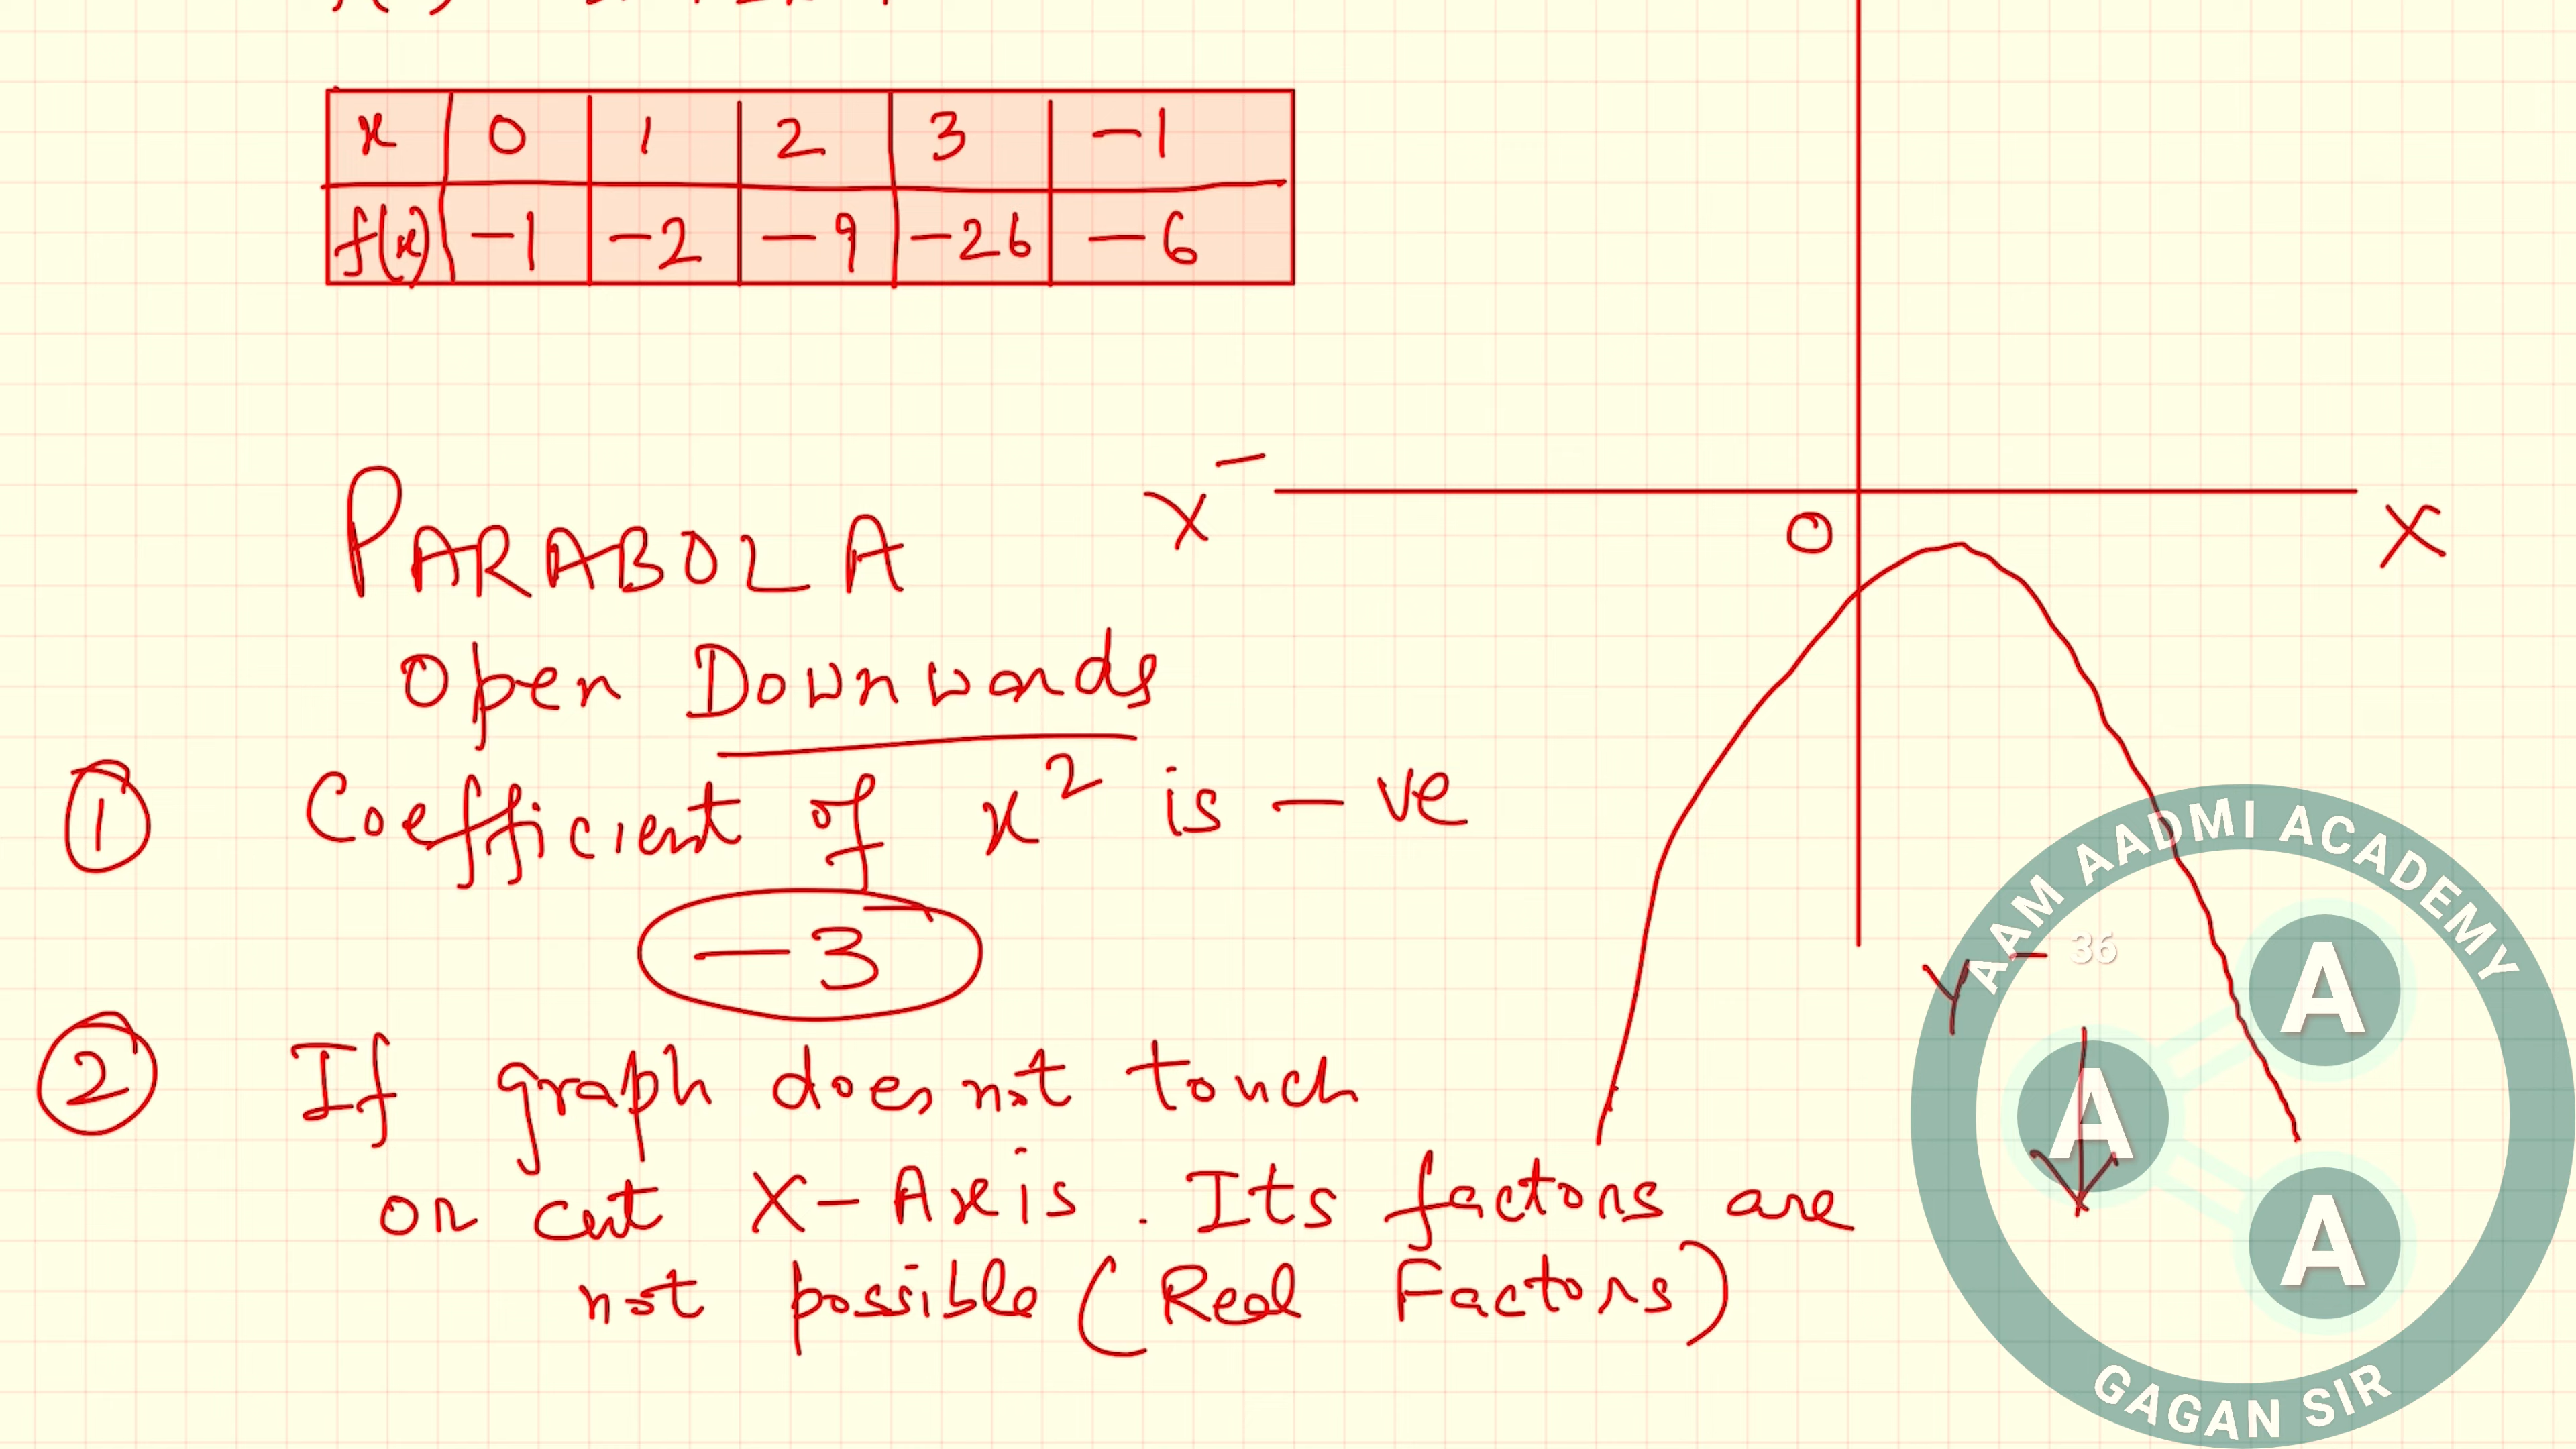 x 0 1 2 3 -1
f(x) -1 -2 -9 -26 -6
PARABOLA
Open Downwards
① Coefficient of x² is -ve
-3
② If graph does not touch
or cut X-Axis. Its factors are
not possible (Real Factors)
X⁻
O
X
Y⁻
36
AAM AADMI ACADEMY
A
A
A
GAGAN SIR